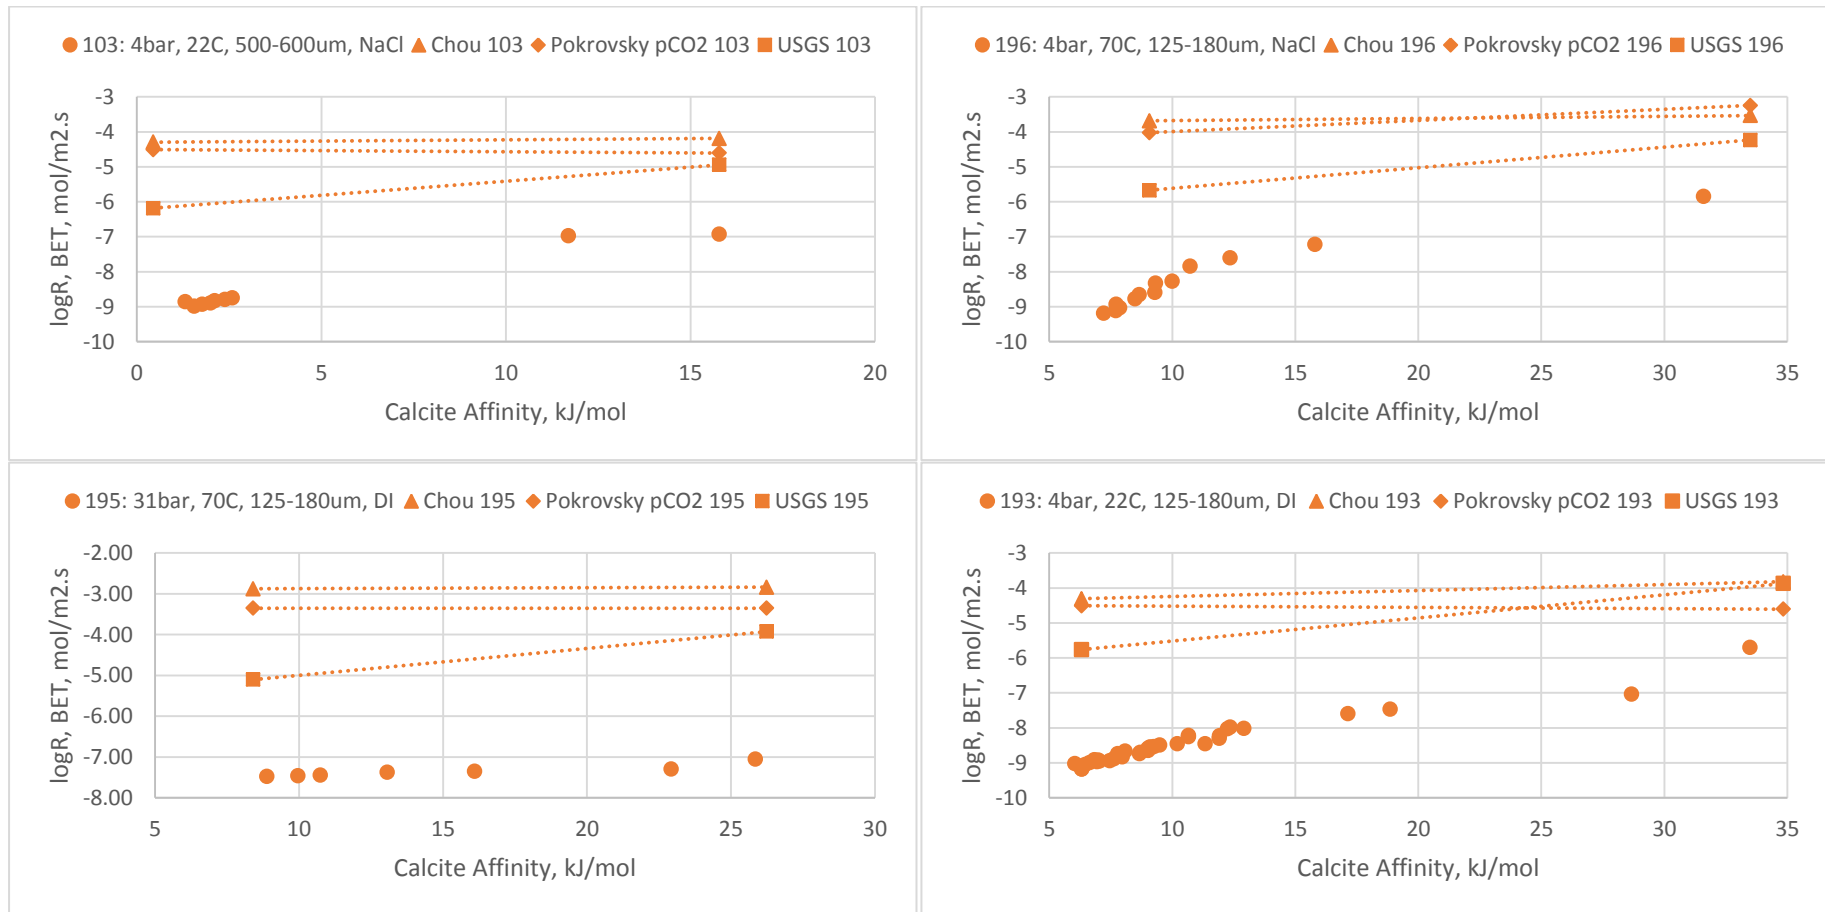 103: 4bar, 22C, 500-600um, NaCl Chou 103 Pokrovsky pCO2 103 USGS 103
-3
-4
-5
-6
-7
-8
-9
-10
0 5 10 15 20
logR, BET, mol/m2.s
Calcite Affinity, kJ/mol
196: 4bar, 70C, 125-180um, NaCl Chou 196 Pokrovsky pCO2 196 USGS 196
-3
-4
-5
-6
-7
-8
-9
-10
5 10 15 20 25 30 35
logR, BET, mol/m2.s
Calcite Affinity, kJ/mol
195: 31bar, 70C, 125-180um, DI Chou 195 Pokrovsky pCO2 195 USGS 195
-2.00
-3.00
-4.00
-5.00
-6.00
-7.00
-8.00
5 10 15 20 25 30
logR, BET, mol/m2.s
Calcite Affinity, kJ/mol
193: 4bar, 22C, 125-180um, DI Chou 193 Pokrovsky pCO2 193 USGS 193
-3
-4
-5
-6
-7
-8
-9
-10
5 10 15 20 25 30 35
logR, BET, mol/m2.s
Calcite Affinity, kJ/mol